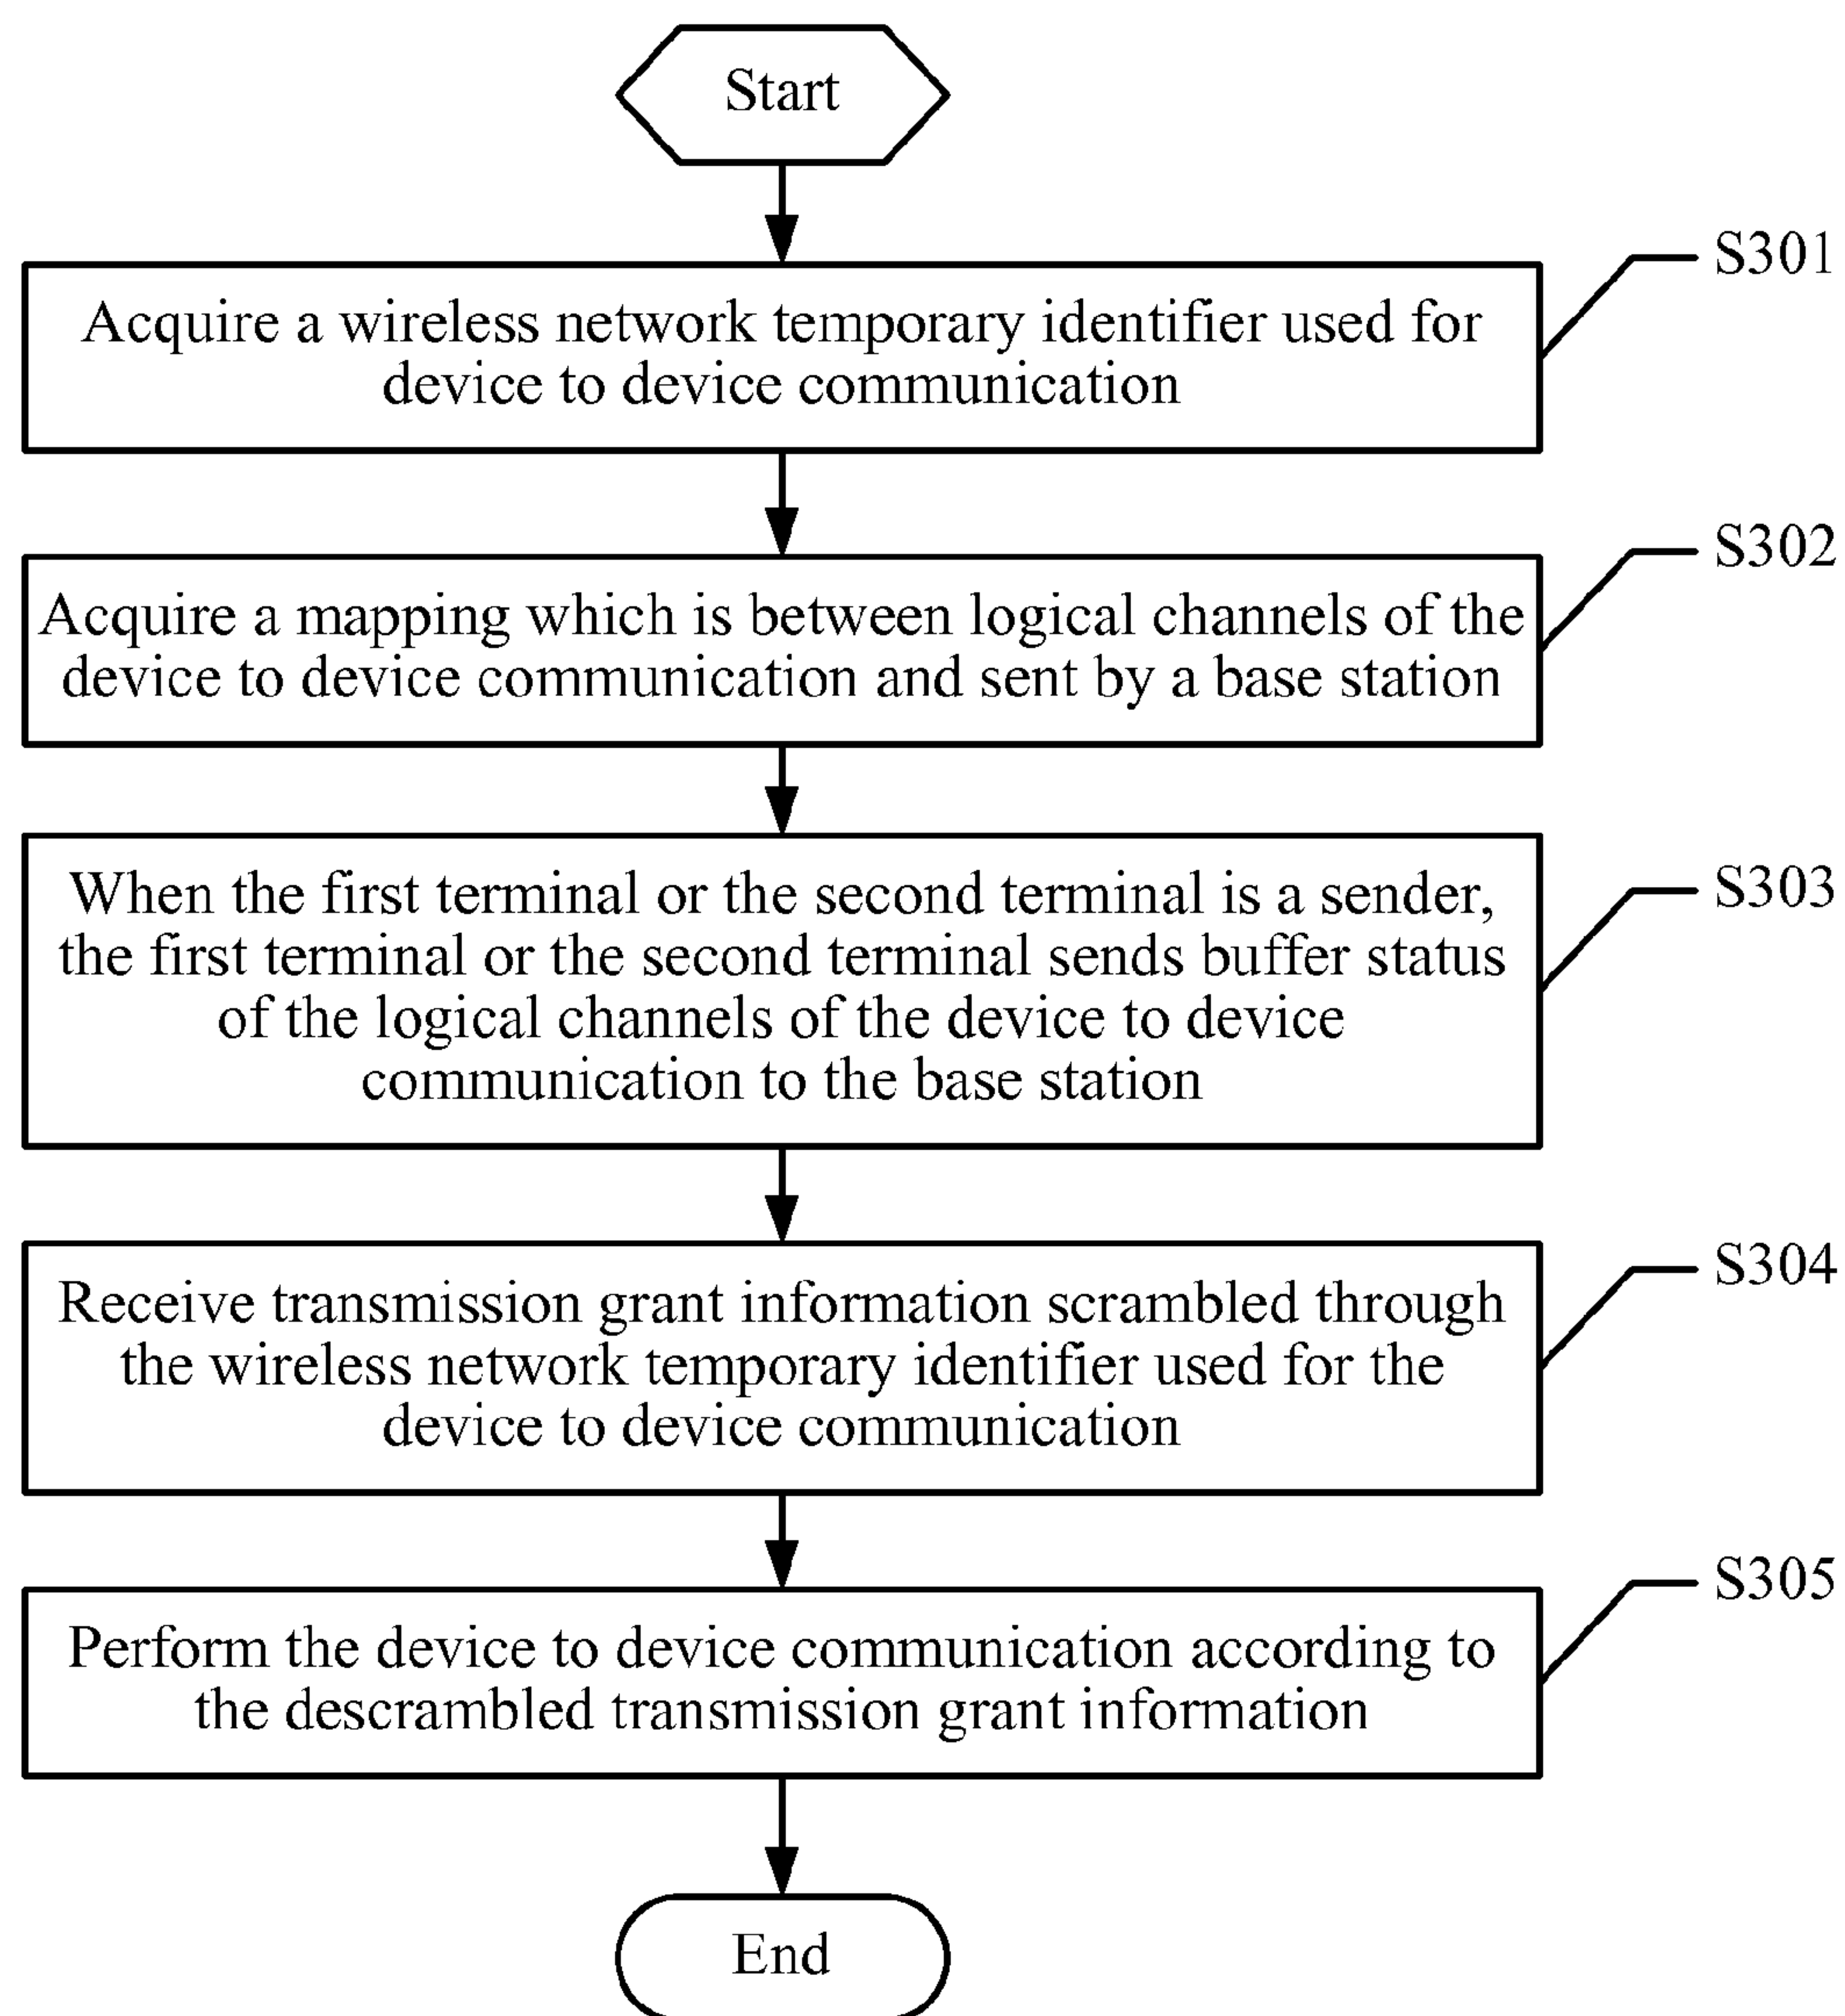 Start
S301
Acquire a wireless network temporary identifier used for
device to device communication
S302
Acquire a mapping which is between logical channels of the
device to device communication and sent by a base station
S303
When the first terminal or the second terminal is a sender,
the first terminal or the second terminal sends buffer status
of the logical channels of the device to device
communication to the base station
S304
Receive transmission grant information scrambled through
the wireless network temporary identifier used for the
device to device communication
S305
Perform the device to device communication according to
the descrambled transmission grant information
End